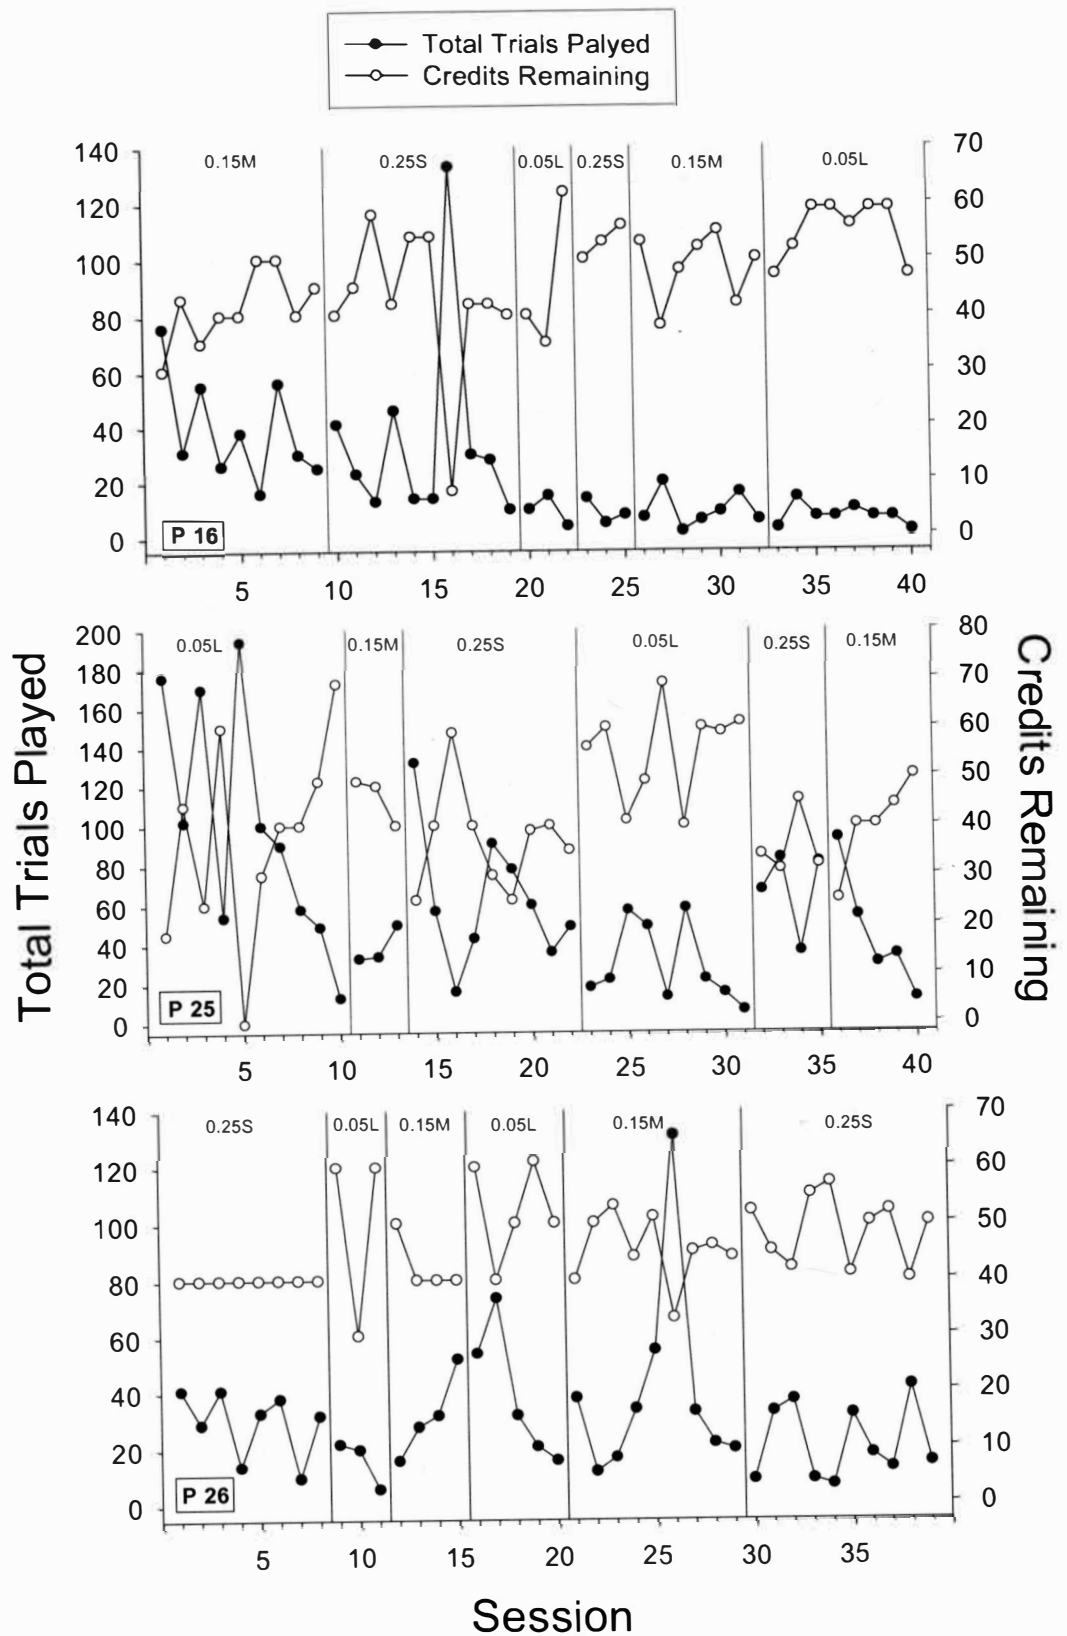 Total Trials Palyed
Credits Remaining
140
120
100
80
60
40
20
0
0.15M
0.25S
0.05L
0.25S
0.15M
0.05L
70
60
50
40
30
20
10
0
P 16
5
10
15
20
25
30
35
40
Total Trials Played
200
180
160
140
120
100
80
60
40
20
0
0.05L
0.15M
0.25S
0.05L
0.25S
0.15M
80
70
60
50
40
30
20
10
0
Credits Remaining
P 25
5
10
15
20
25
30
35
40
140
120
100
80
60
40
20
0
0.25S
0.05L
0.15M
0.05L
0.15M
0.25S
70
60
50
40
30
20
10
0
P 26
5
10
15
20
25
30
35
Session